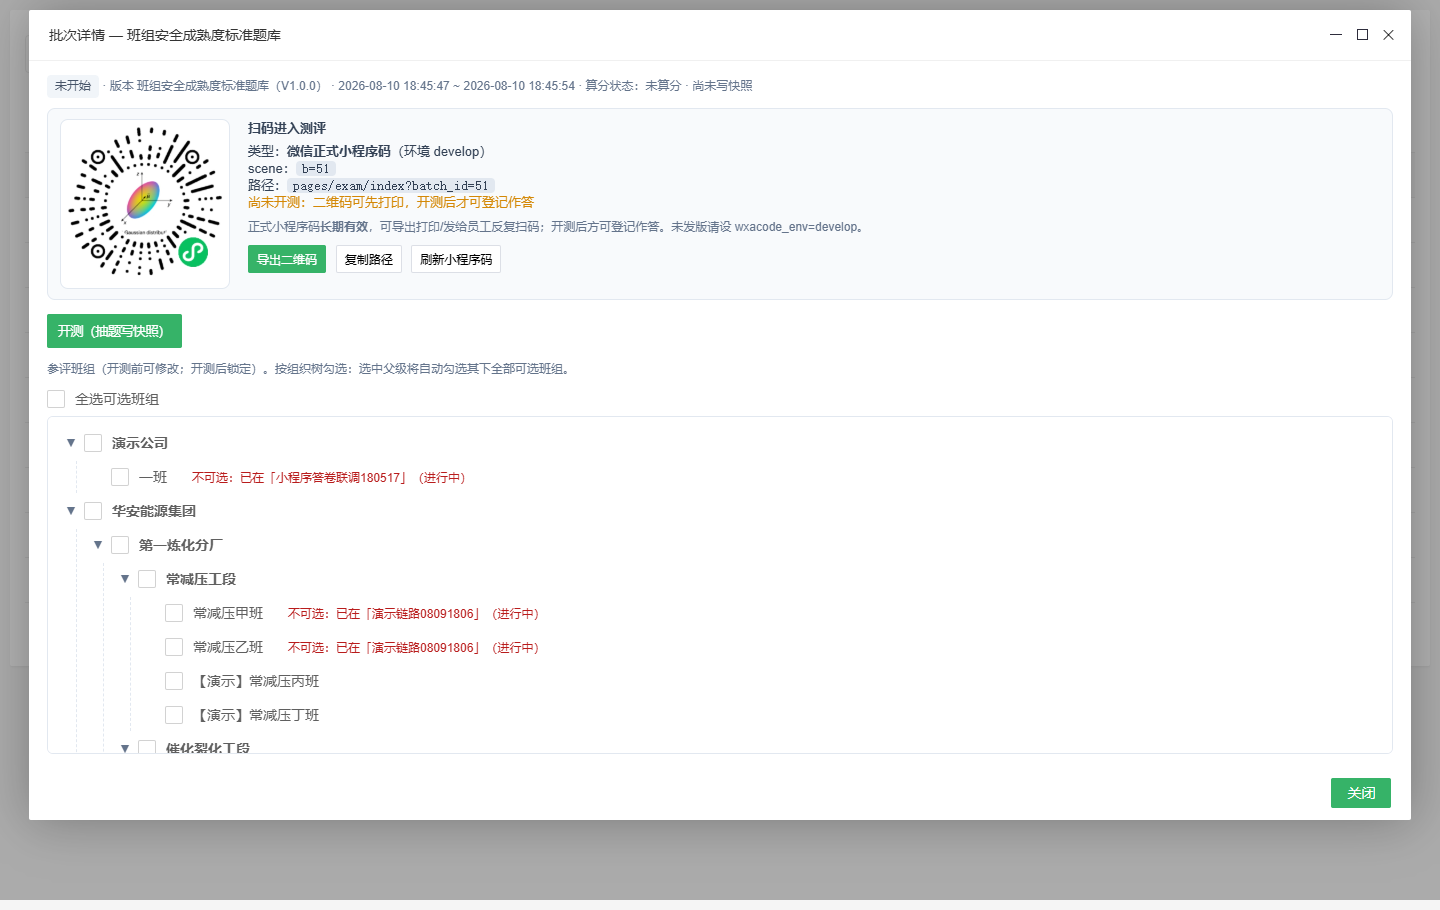 批次详情 — 班组安全成熟度标准题库
未开始 · 版本 班组安全成熟度标准题库（V1.0.0） · 2026-08-10 18:45:47 ~ 2026-08-10 18:45:54 · 算分状态：未算分 · 尚未写快照
扫码进入测评
类型：微信正式小程序码（环境 develop）
scene： b=51
路径： pages/exam/index?batch_id=51
尚未开测：二维码可先打印，开测后才可登记作答
正式小程序码长期有效，可导出打印/发给员工反复扫码；开测后方可登记作答。未发版请设 wxacode_env=develop。
导出二维码 复制路径 刷新小程序码
开测（抽题写快照）
参评班组（开测前可修改；开测后锁定）。按组织树勾选：选中父级将自动勾选其下全部可选班组。
全选可选班组
▼ 演示公司
一班 不可选：已在「小程序答卷联调180517」（进行中）
▼ 华安能源集团
▼ 第一炼化分厂
▼ 常减压工段
常减压甲班 不可选：已在「演示链路08091806」（进行中）
常减压乙班 不可选：已在「演示链路08091806」（进行中）
【演示】常减压丙班
【演示】常减压丁班
▼ 催化裂化工段
关闭